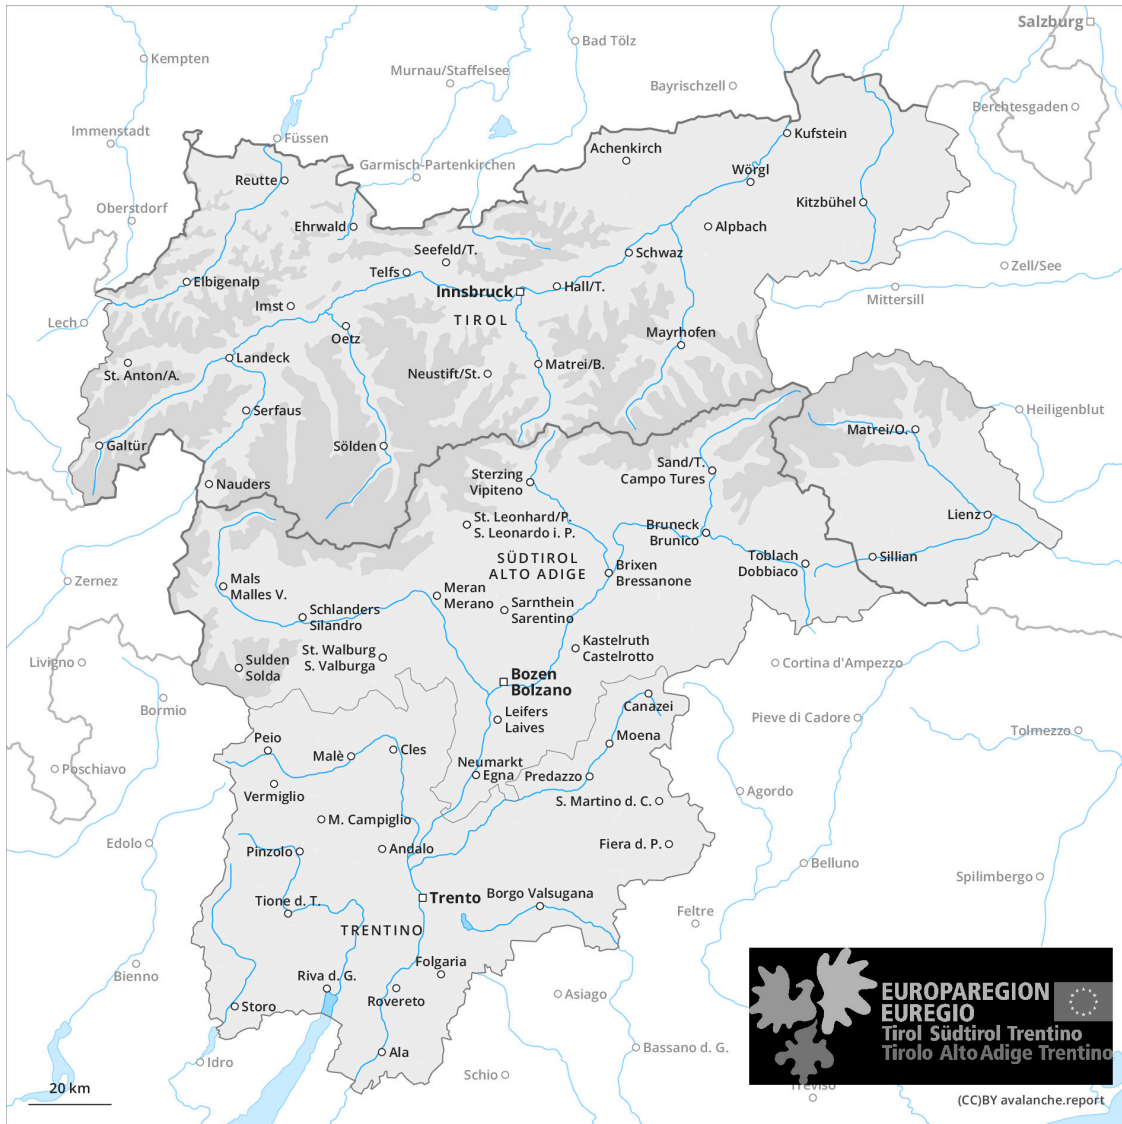 Salzburg
Bad Tölz
Kempten
Murnau/Staffelsee
Bayrischzell
Berchtesgaden
Immenstadt
Füssen
Kufstein
Achenkirch
Garmisch-Partenkirchen
Wörgl
Reutte
Kitzbühel
Oberstdorf
Ehrwald
Alpbach
Seefeld/T.
Schwaz
Zell/See
Telfs
Elbigenalp
Innsbruck
Hall/T.
Mittersill
Imst
TIROL
Lech
Oetz
Mayrhofen
Landeck
St. Anton/A.
Neustift/St.
Matrei/B.
Serfaus
Heiligenblut
Matrei/O.
Galtür
Sölden
Sand/T.
Campo Tures
Sterzing
Vipiteno
Nauders
St. Leonhard/P.
S. Leonardo i. P.
Bruneck
Brunico
Lienz
SÜDTIROL
ALTO ADIGE
Toblach
Dobbiaco
Sillian
Brixen
Bressanone
Zernez
Mals
Malles V.
Meran
Merano
Sarnthein
Sarentino
Schlanders
Silandro
Kastelruth
Castelrotto
St. Walburg
S. Valburga
Livigno
Sulden
Solda
Cortina d'Ampezzo
Bozen
Bolzano
Bormio
Canazei
Leifers
Laives
Pieve di Cadore
Tolmezzo
Moena
Peio
Malè
Cles
Neumarkt
Egna
Predazzo
Poschiavo
Vermiglio
Agordo
S. Martino d. C.
M. Campiglio
Edolo
Pinzolo
Andalo
Fiera d. P.
Belluno
Spilimbergo
Trento
Borgo Valsugana
Tione d. T.
Feltre
TRENTINO
Folgaria
Bienno
Riva d. G.
Rovereto
Asiago
Storo
EUROPAREGION
EUREGIO
Tirol Südtirol Trentino
Tirolo Alto Adige Trentino
Ala
Idro
Bassano d. G.
Schio
Treviso
20 km
(CC)BY avalanche.report